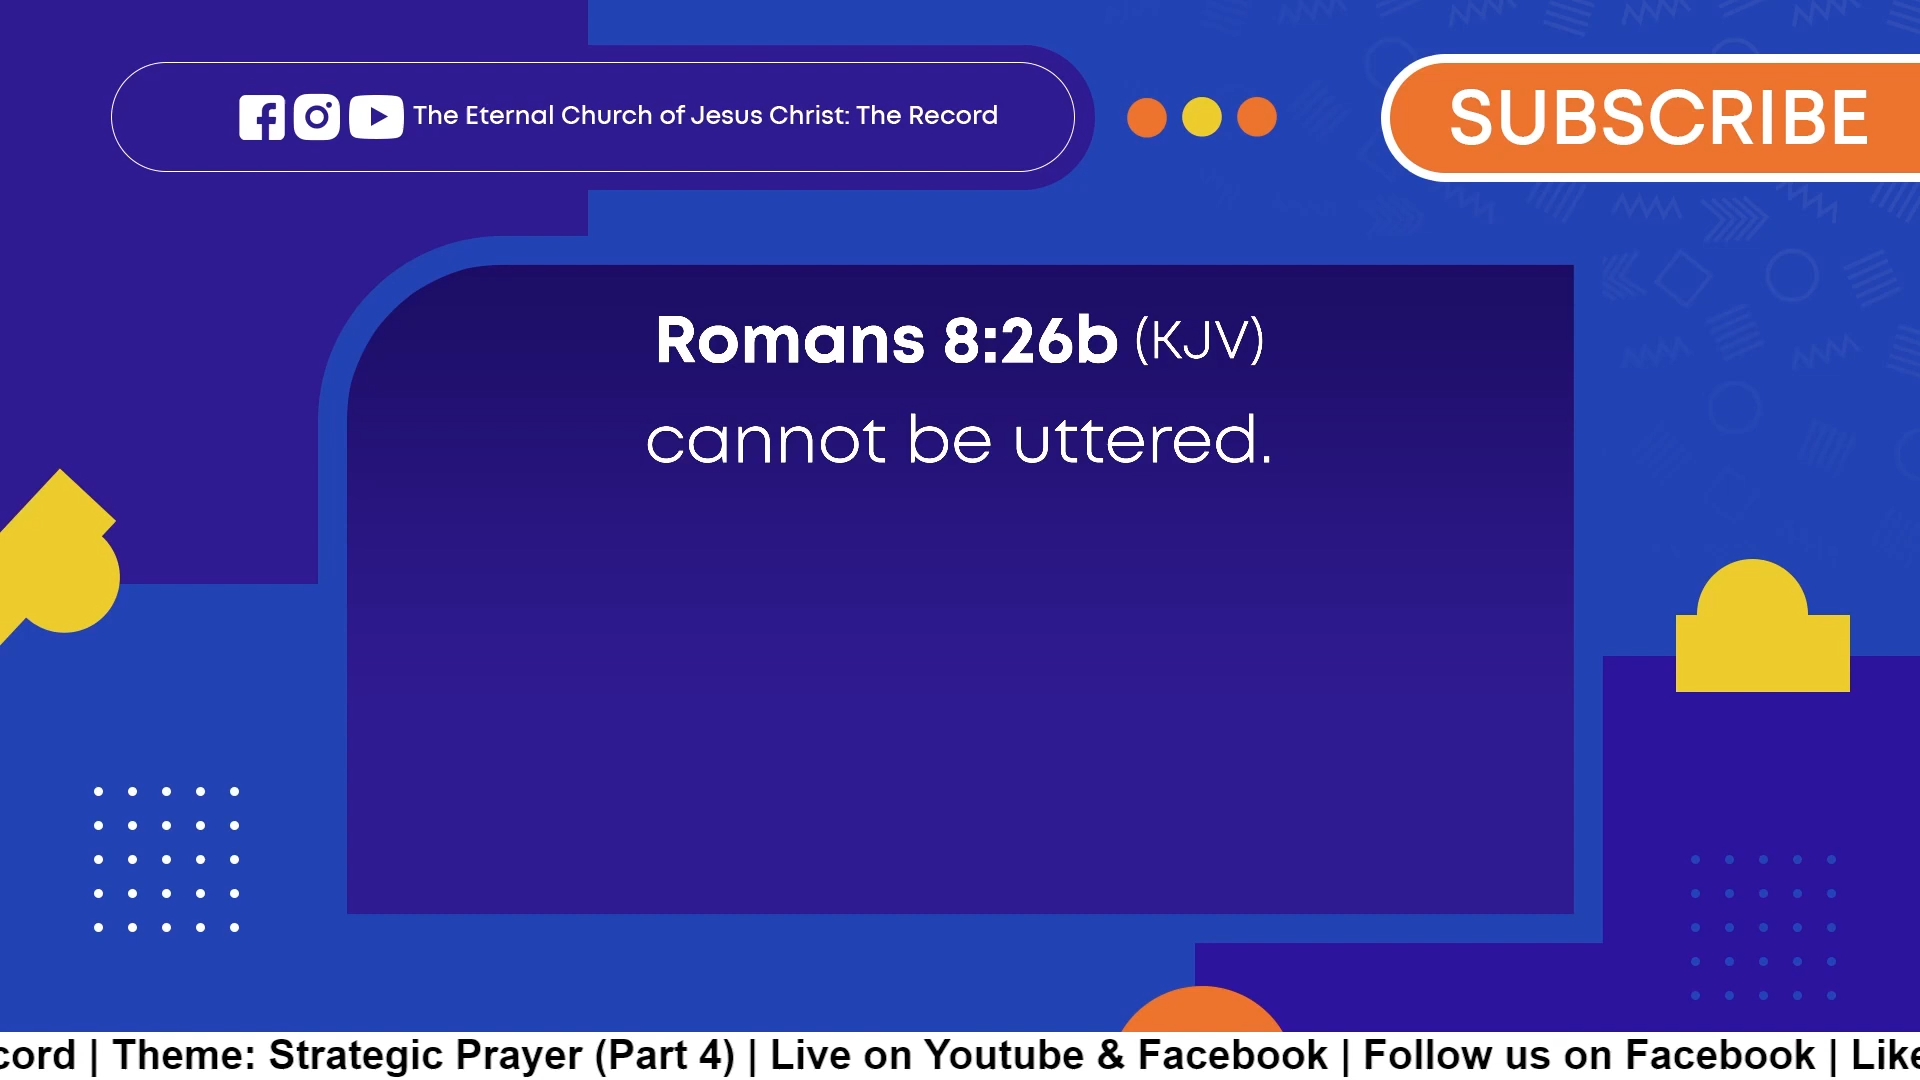 The Eternal Church of Jesus Christ: The Record
SUBSCRIBE
Romans 8:26b (KJV)
cannot be uttered.
cord | Theme: Strategic Prayer (Part 4) | Live on Youtube & Facebook | Follow us on Facebook | Like